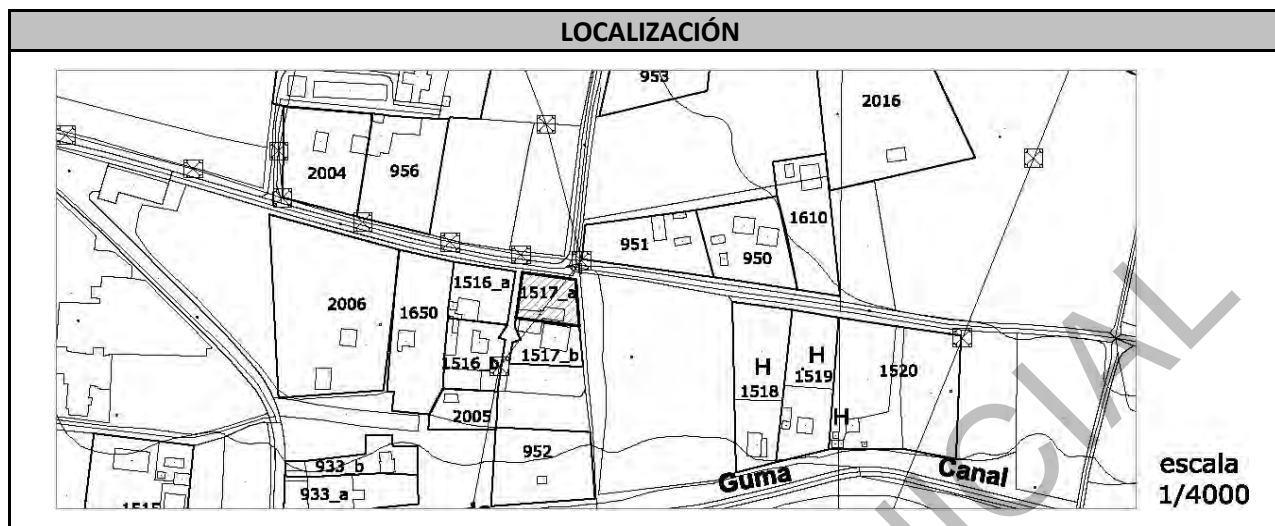 LOCALIZACIÓN
953
2016
2004
956
1610
951
950
1516_a
1517_a
2006
1650
1517_b
1516_b
H
H
1518
1519
1520
2005
H
952
933_b
933_a
Guma
Canal
escala
1/4000